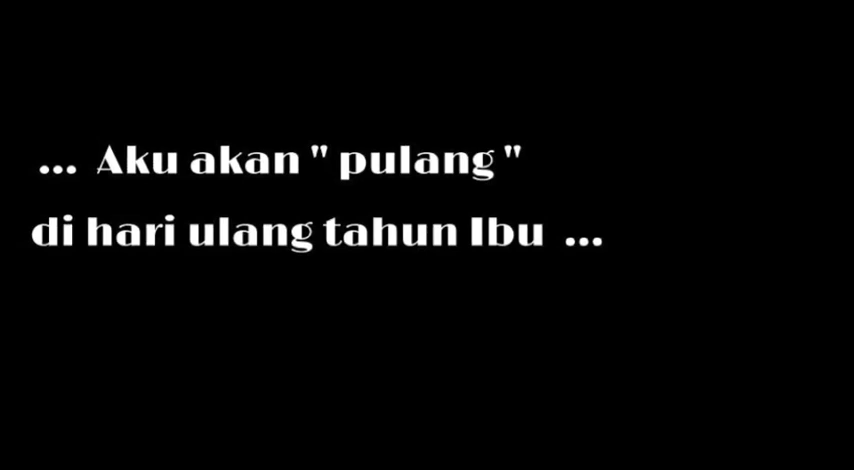 ... Aku akan " pulang "
di hari ulang tahun Ibu ...